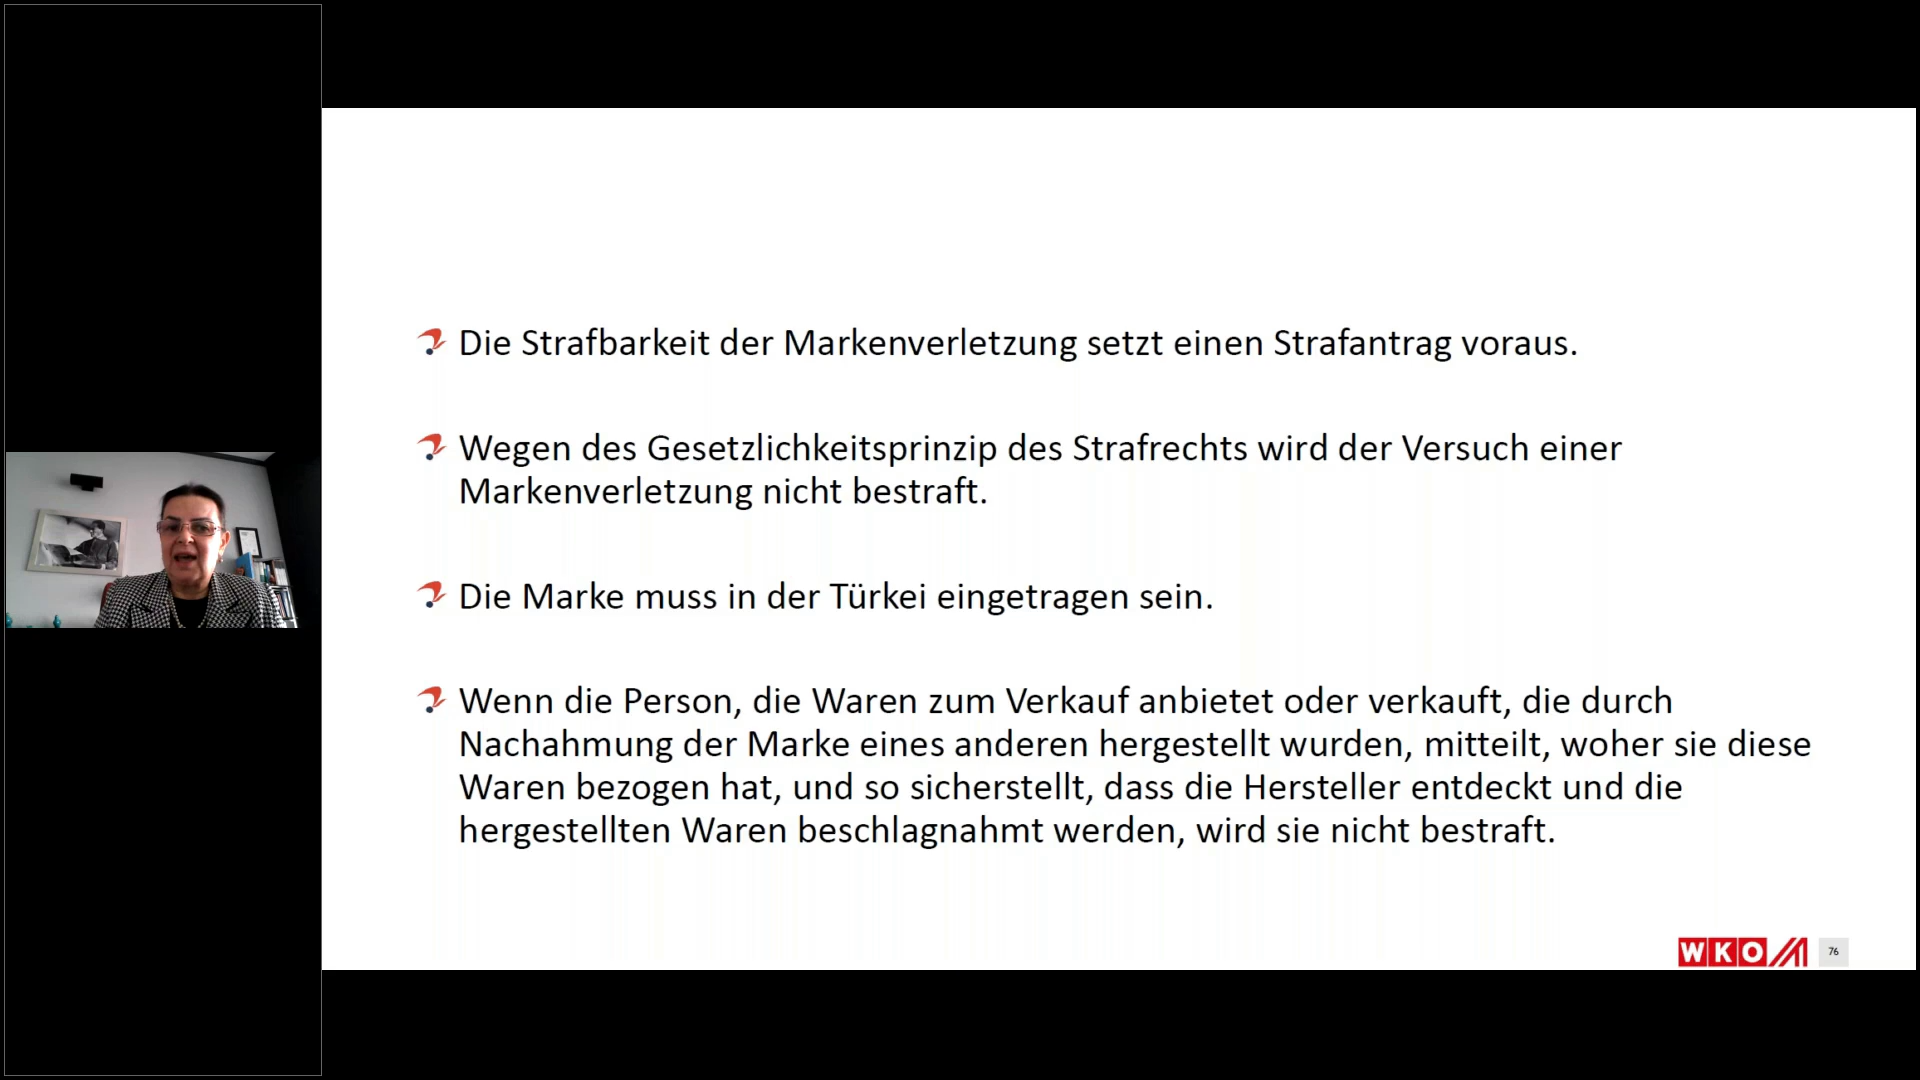 Die Strafbarkeit der Markenverletzung setzt einen Strafantrag voraus.
Wegen des Gesetzlichkeitsprinzip des Strafrechts wird der Versuch einer
Markenverletzung nicht bestraft.
Die Marke muss in der Türkei eingetragen sein.
Wenn die Person, die Waren zum Verkauf anbietet oder verkauft, die durch
Nachahmung der Marke eines anderen hergestellt wurden, mitteilt, woher sie diese
Waren bezogen hat, und so sicherstellt, dass die Hersteller entdeckt und die
hergestellten Waren beschlagnahmt werden, wird sie nicht bestraft.
WKO
76